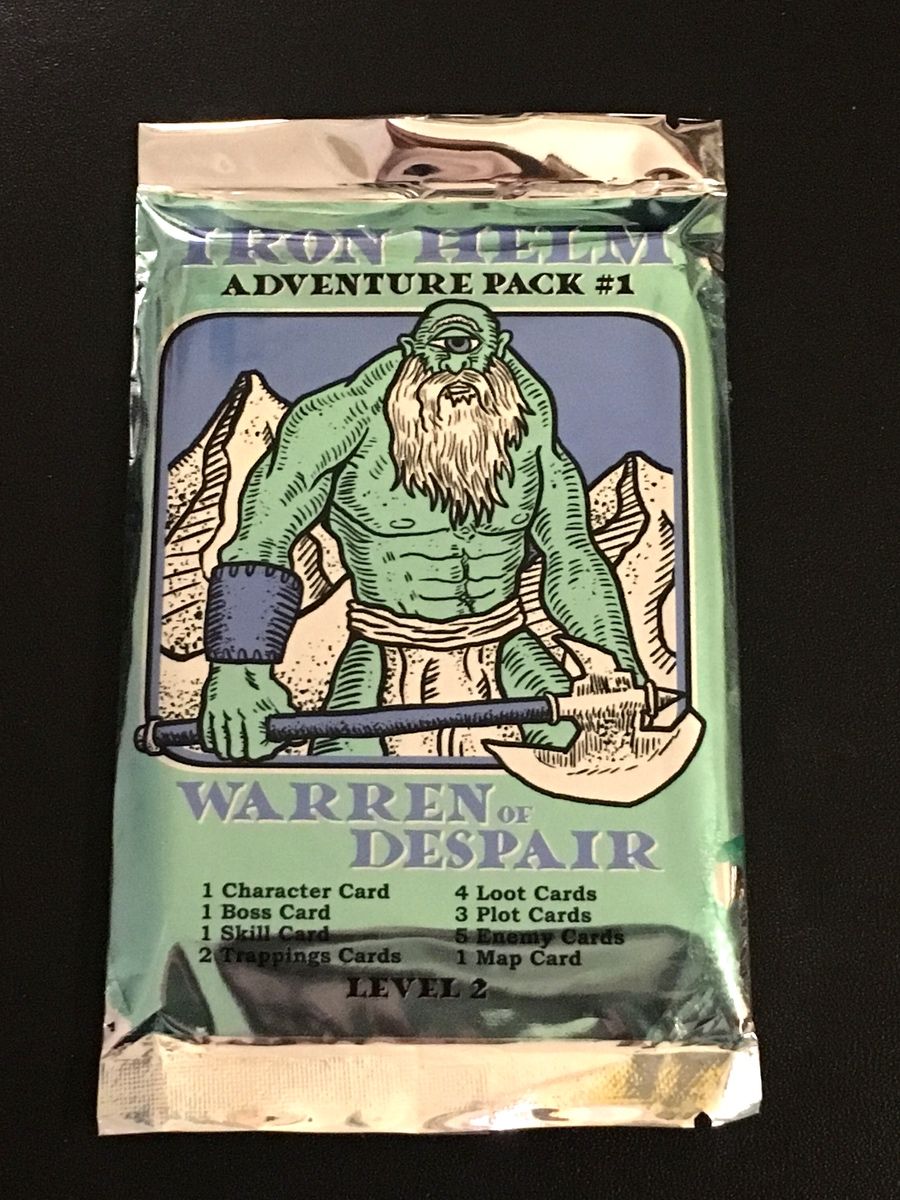 IRON HELM
ADVENTURE PACK #1
WARREN OF
DESPAIR
1 Character Card
1 Boss Card
1 Skill Card
2 Trappings Cards
4 Loot Cards
3 Plot Cards
5 Enemy Cards
1 Map Card
LEVEL 2